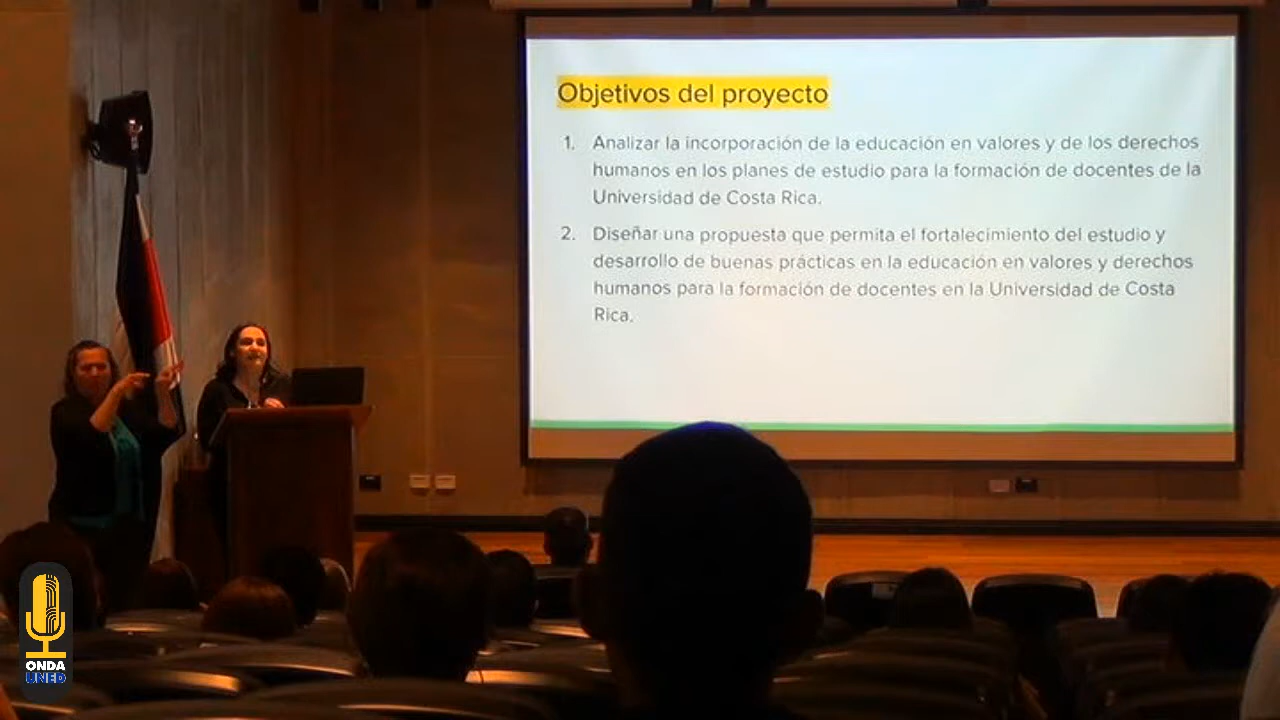 Objetivos del proyecto
1. Analizar la incorporación de la educación en valores y de los derechos
humanos en los planes de estudio para la formación de docentes de la
Universidad de Costa Rica.
2. Diseñar una propuesta que permita el fortalecimiento del estudio y
desarrollo de buenas prácticas en la educación en valores y derechos
humanos para la formación de docentes en la Universidad de Costa
Rica.
ONDA
UNED